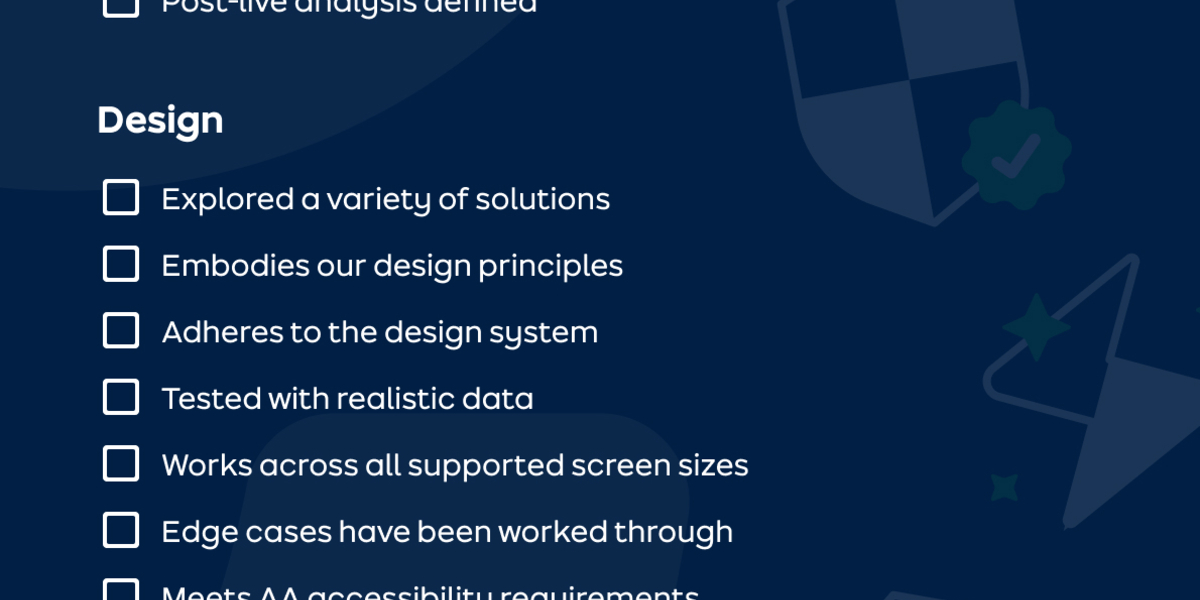 Post-live analysis defined
Design
Explored a variety of solutions
Embodies our design principles
Adheres to the design system
Tested with realistic data
Works across all supported screen sizes
Edge cases have been worked through
Meets AA accessibility requirements